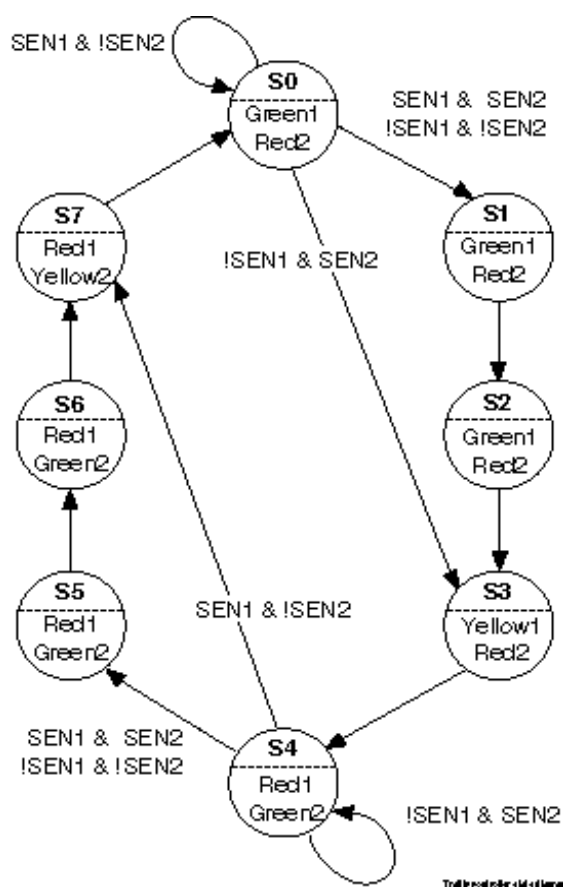 SEN1 & !SEN2
S0
Green1
Red2
SEN1 & SEN2
!SEN1 & !SEN2
S7
Red1
Yellow2
S1
Green1
Red2
!SEN1 & SEN2
S6
Red1
Green2
S2
Green1
Red2
S5
Red1
Green2
SEN1 & !SEN2
S3
Yellow1
Red2
SEN1 & SEN2
!SEN1 & !SEN2
S4
Red1
Green2
!SEN1 & SEN2